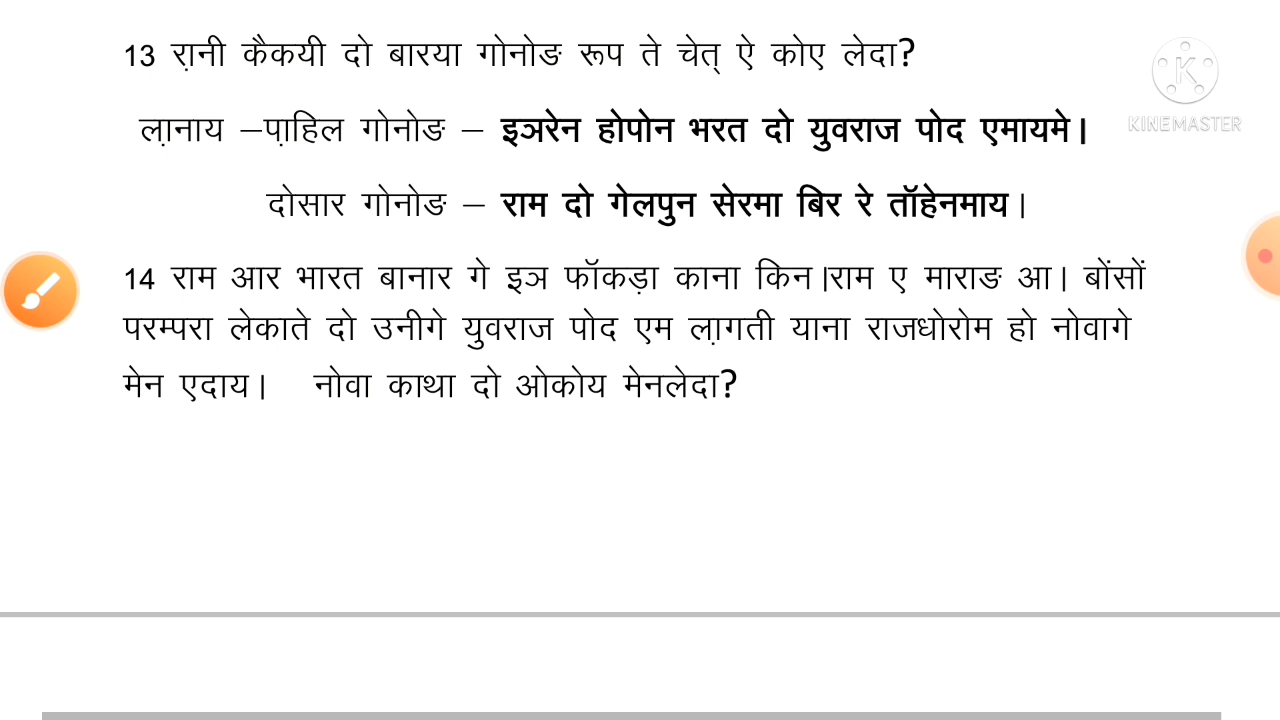 13 रा़नी कैकयी दो बारया गोनोङ रूप ते चेत् ऐ कोए लेदा?
KINEMASTER
ला़नाय –पा़हिल गोनोङ – इञरेन होपोन भरत दो युवराज पोद एमायमे।
दोसार गोनोङ – राम दो गेलपुन सेरमा बिर रे तॉहेनमाय।
14 राम आर भारत बानार गे इञ फॉकड़ा काना किन।राम ए माराङ आ। बोंसों
परम्परा लेकाते दो उनीगे युवराज पोद एम ला़गती याना राजधोरोम हो नोवागे
मेन एदाय। नोवा काथा दो ओकोय मेनलेदा?